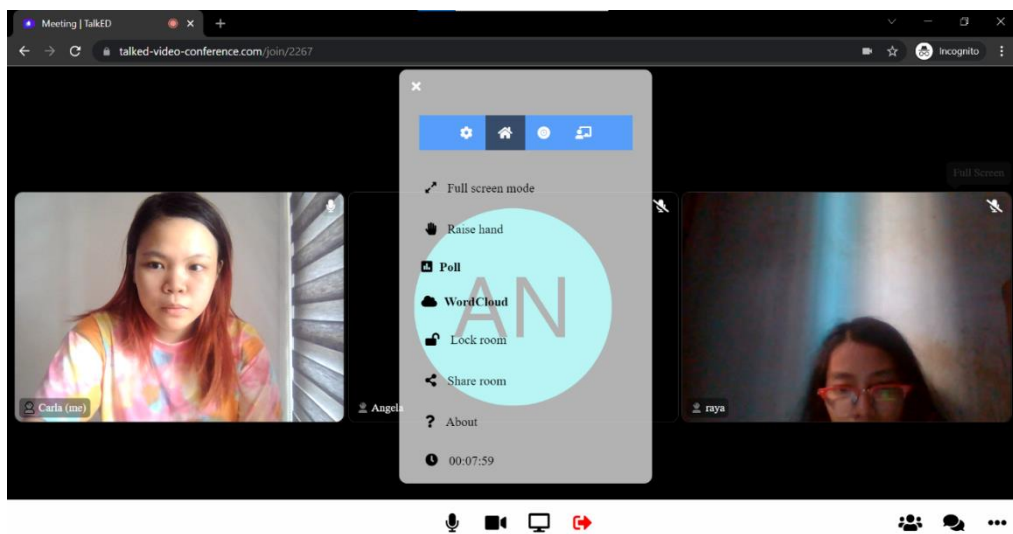 Meeting | TalkED
talked-video-conference.com/join/2267
Incognito
Full Screen
Full screen mode
Raise hand
Poll
WordCloud
AN
Lock room
Share room
Carla (me)
Angela
raya
About
00:07:59